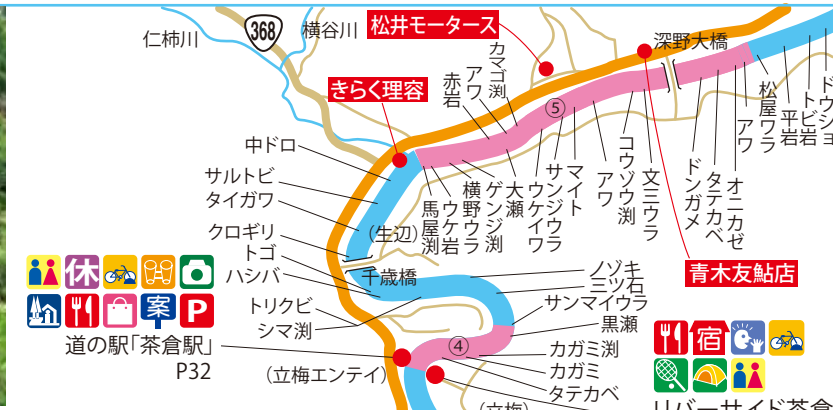 仁柿川
368
横谷川
松井モータース
深野大橋
きらく理容
赤岩
アワ
カマゴ渕
⑤
松屋ワラ
平岩
トビ岩
中ドロ
サルトビ
タイガワ
クロギリ
トゴ
ハシバ
トリクビ
シマ渕
(生辺)
千歳橋
馬屋渕
ウケ岩
横野ウラ
ゲンジ渕
大瀬
ウケイワ
サンジウラ
マイト
アワ
コウゾウ渕
文三ウラ
ドンガメ
タテカベ
オニカゼ
アワ
青木友鮎店
ノゾキ
三ツ石
サンマイウラ
黒瀬
④
カガミ渕
カガミ
タテカベ
休
案
P
道の駅「茶倉駅」
P32
(立梅エンテイ)
(立梅)
宿
リバーサイド茶倉